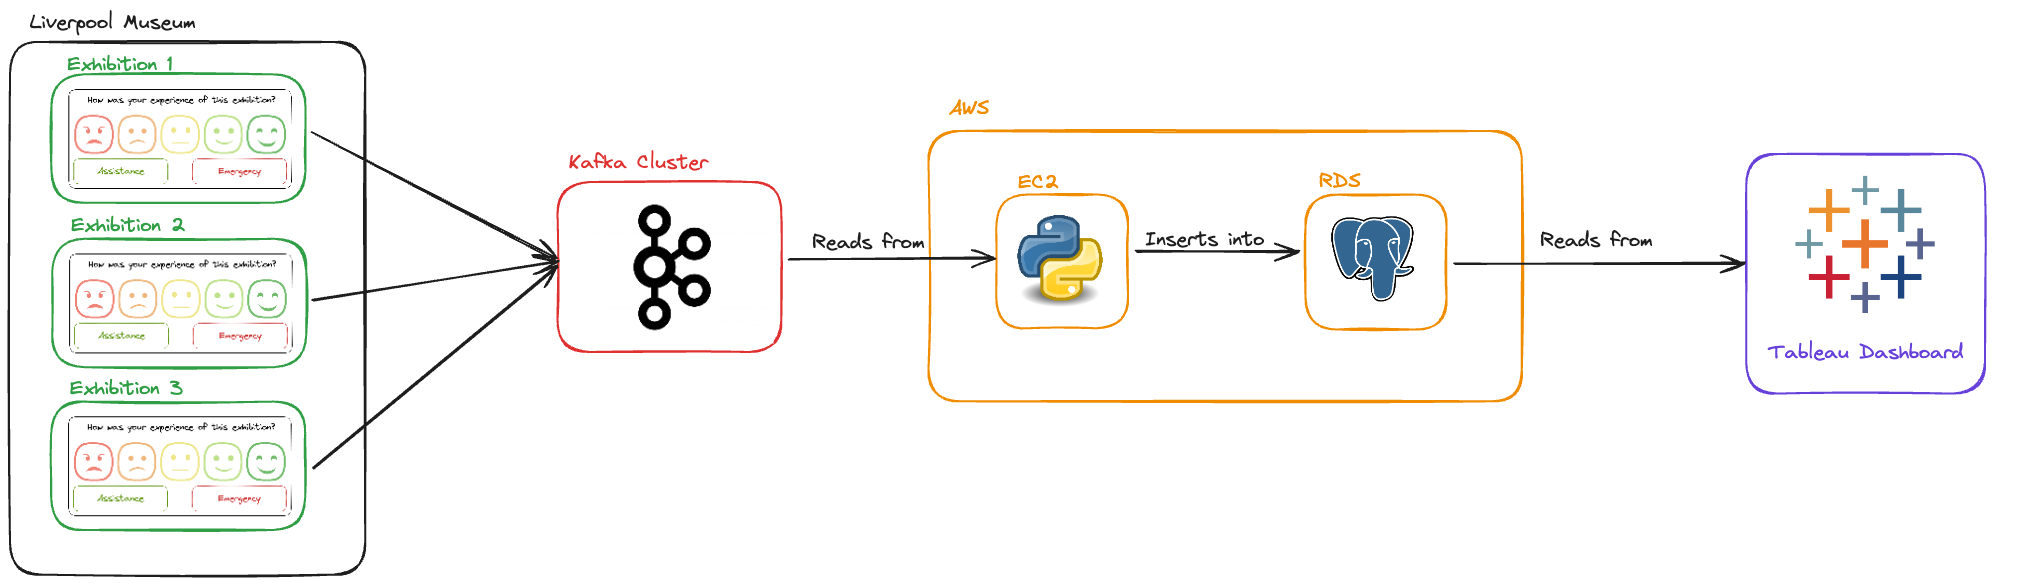 Liverpool Museum
Exhibition 1
How was your experience of this exhibition?
Assistance
Emergency
Exhibition 2
How was your experience of this exhibition?
Assistance
Emergency
Exhibition 3
How was your experience of this exhibition?
Assistance
Emergency
Kafka Cluster
Reads from
AWS
EC2
Inserts into
RDS
Reads from
Tableau Dashboard